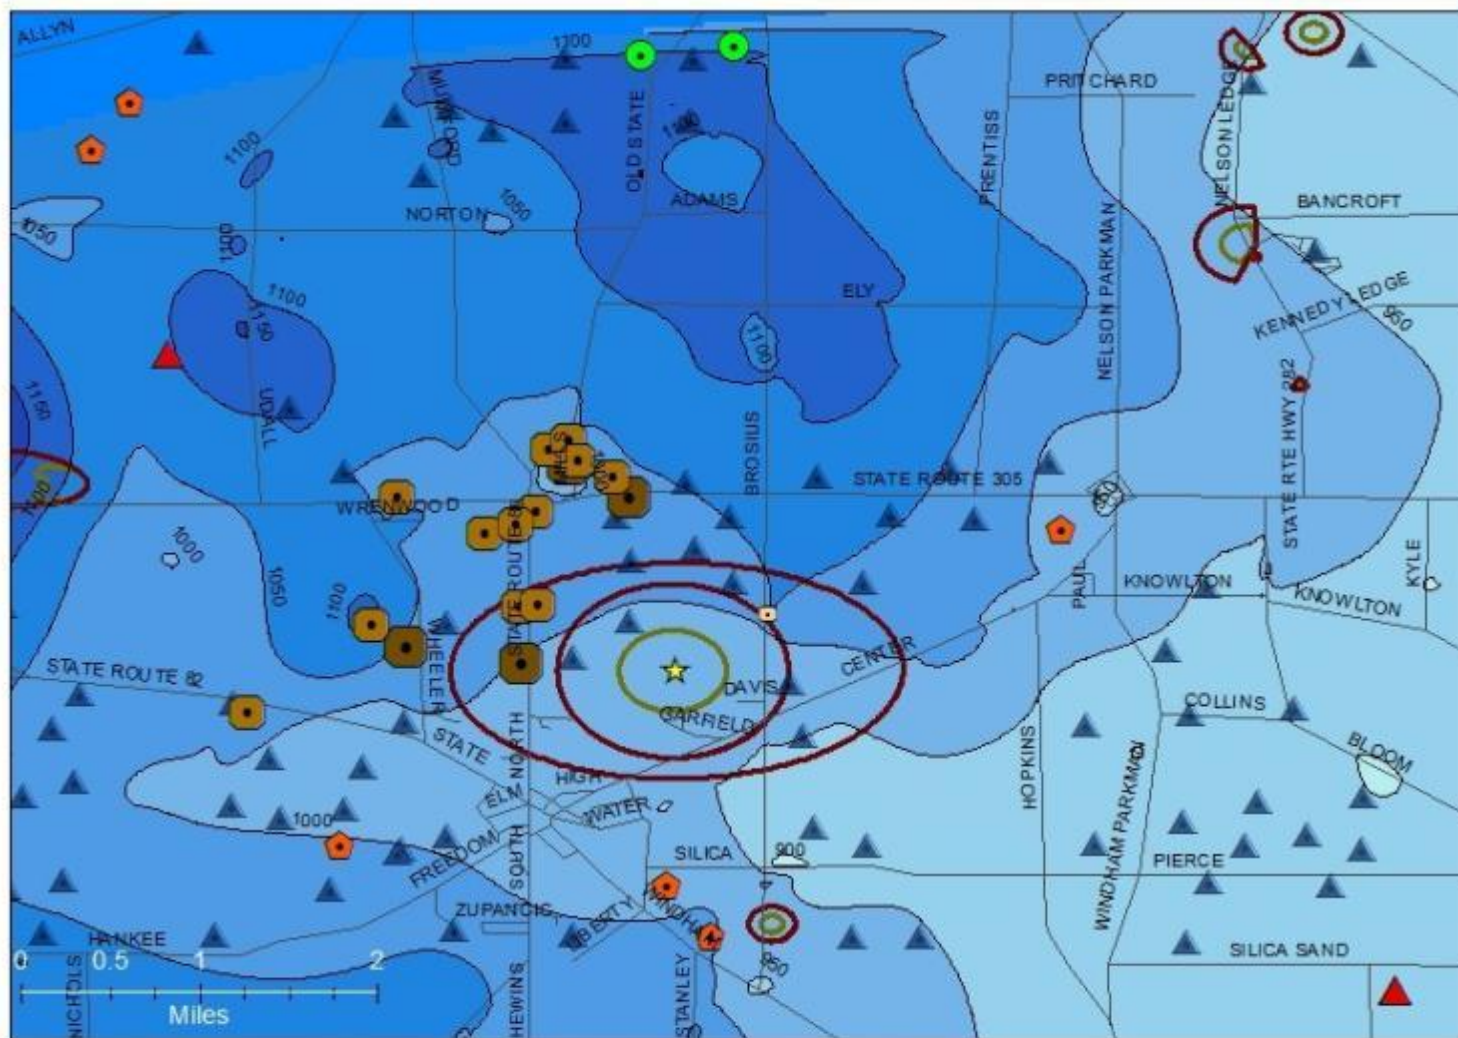 ALLYN
1100
MUMFORD
OLD STATE
1100
PRITCHARD
NELSON LEDGE
PRENTISS
1100
ADAMS
BANCROFT
NORTON
1050
1050
1100
NELSON PARKMAN
KENNEDY LEDGE
950
ELY
1100
1150
1100
1150
UDALL
STATE RTE HWY 282
BROSIUS
STATE ROUTE 305
WRENWOOD
1000
1050
1100
PAUL
KNOWLTON
KNOWLTON
KYLE
STATE ROUTE 82
WHEELER
CENTER
DAVIS
GARFIELD
COLLINS
BLOOM
STATE
NORTH
HIGH
HOPKINS
WINDHAM PARKMAN
ELM
WATER
1000
FREEDOM
SOUTH
SILICA
900
PIERCE
ZUPANCIC
LIBERTY
WINDHAM
HANKEE
SILICA SAND
950
NICHOLS
HEWINS
STANLEY
0 0.5 1 2
Miles